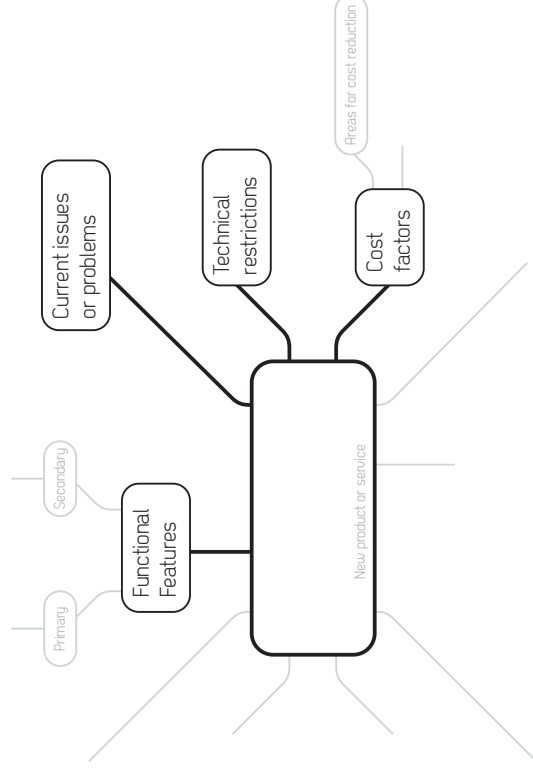 Primary
Secondary
Functional
Features
Current issues
or problems
Technical
restrictions
New product or service
Cost
factors
Areas for cost reduction